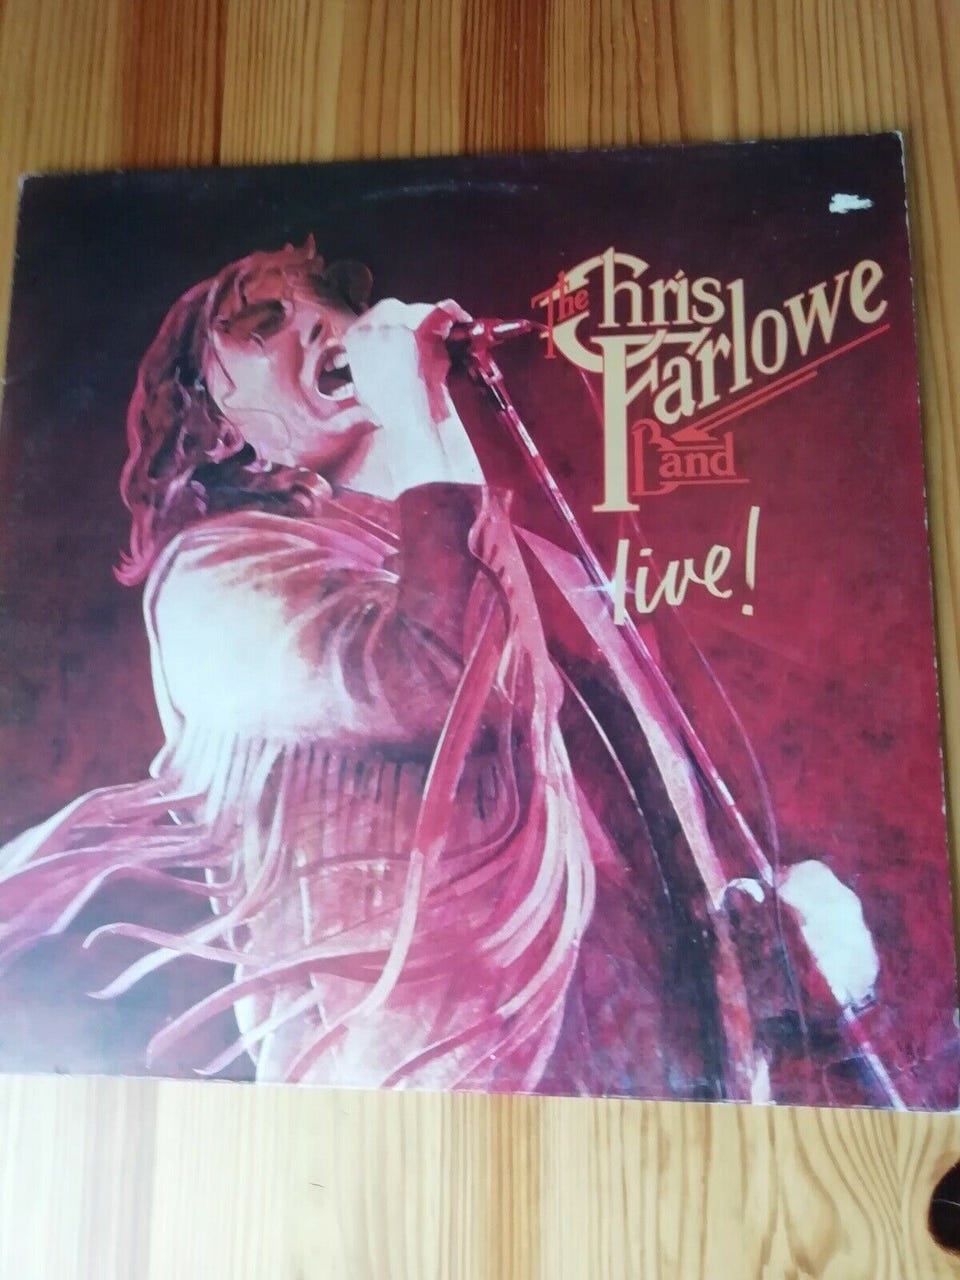 The Chris
Farlowe
Band
live!